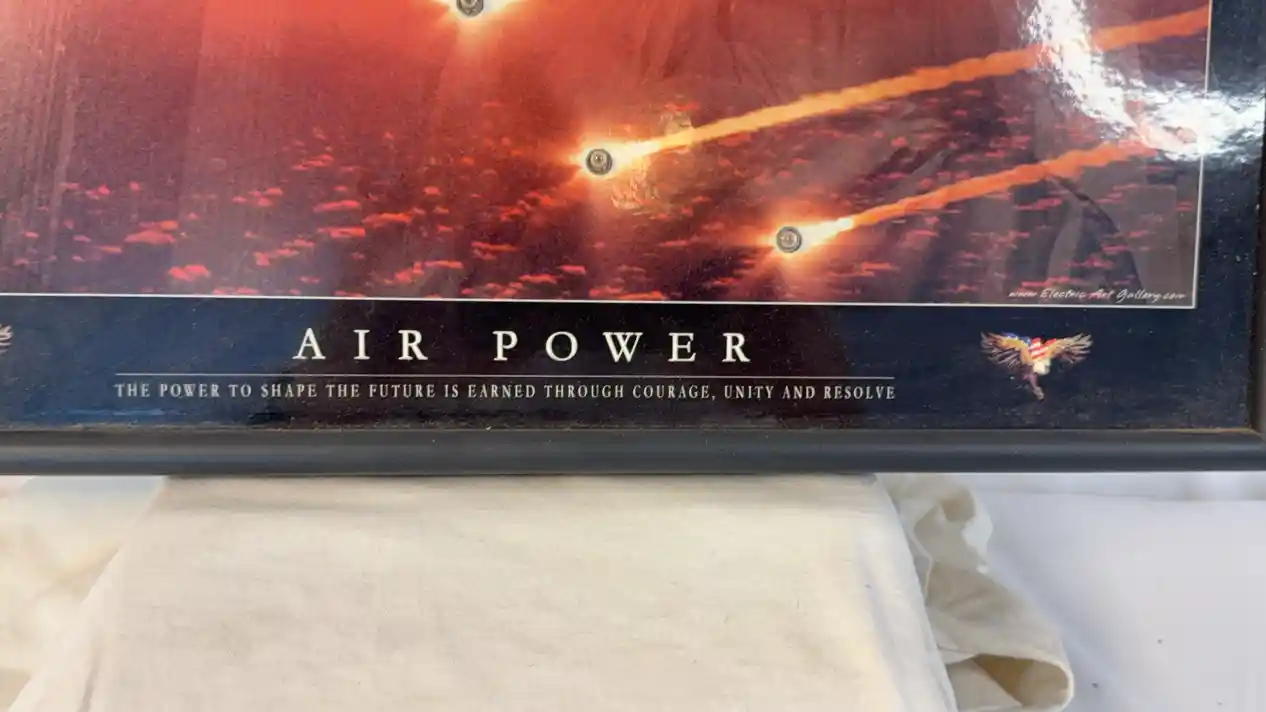 www Electric Art Gallery.com
AIR POWER
THE POWER TO SHAPE THE FUTURE IS EARNED THROUGH COURAGE, UNITY AND RESOLVE